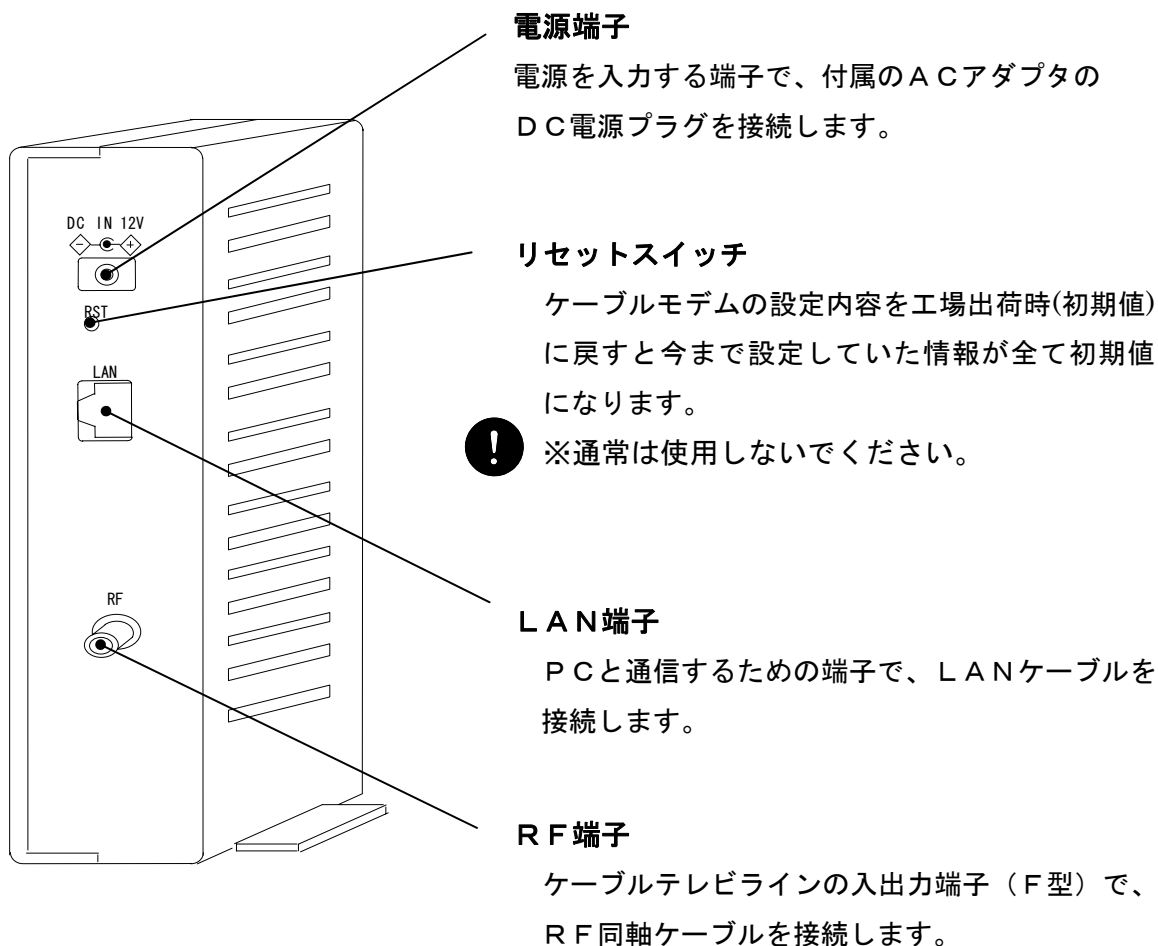 電源端子
電源を入力する端子で、付属のＡＣアダプタの
ＤＣ電源プラグを接続します。
DC IN 12V
リセットスイッチ
ケーブルモデムの設定内容を工場出荷時(初期値)
に戻すと今まで設定していた情報が全て初期値
になります。
※通常は使用しないでください。
RST
LAN
ＬＡＮ端子
ＰＣと通信するための端子で、ＬＡＮケーブルを
接続します。
RF
ＲＦ端子
ケーブルテレビラインの入出力端子（Ｆ型）で、
ＲＦ同軸ケーブルを接続します。